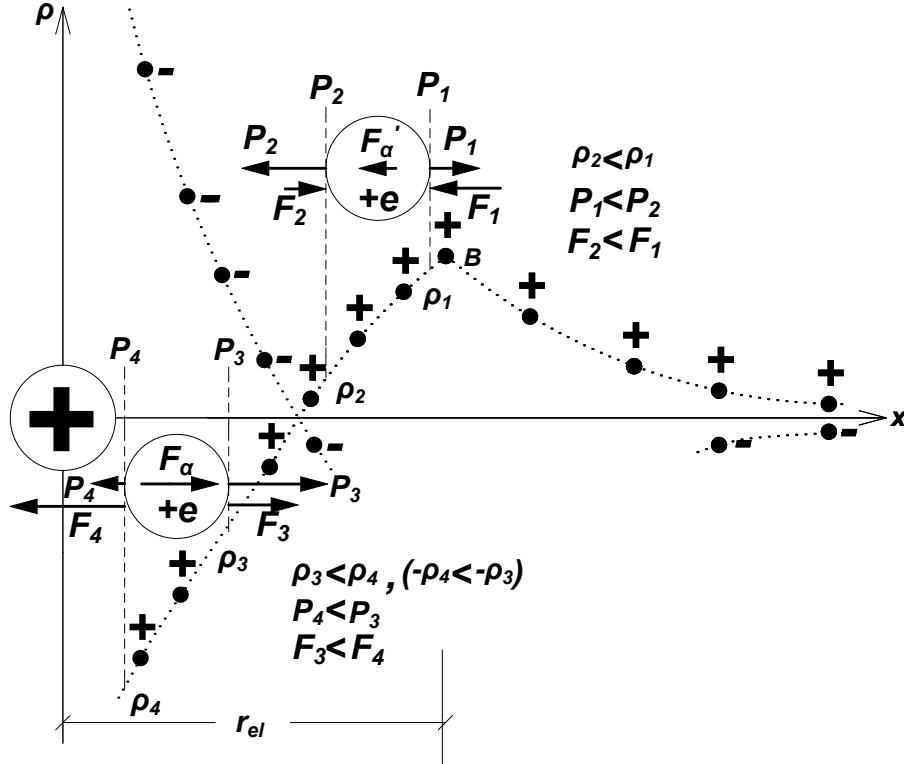 ρ
-
-
P₂
P₁
P₂
Fα'
P₁
+e
F₂
F₁
ρ₂<ρ₁
P₁<P₂
F₂<F₁
-
-
+
+
+
+
+
B
ρ₁
ρ₂
+
+
+
+
-
-
-
x
+
P₄
P₃
+
P₄
Fα
P₃
F₄
+e
F₃
+
+
ρ₃
ρ₄
ρ₃<ρ₄, (-ρ₄<-ρ₃)
P₄<P₃
F₃<F₄
r_el